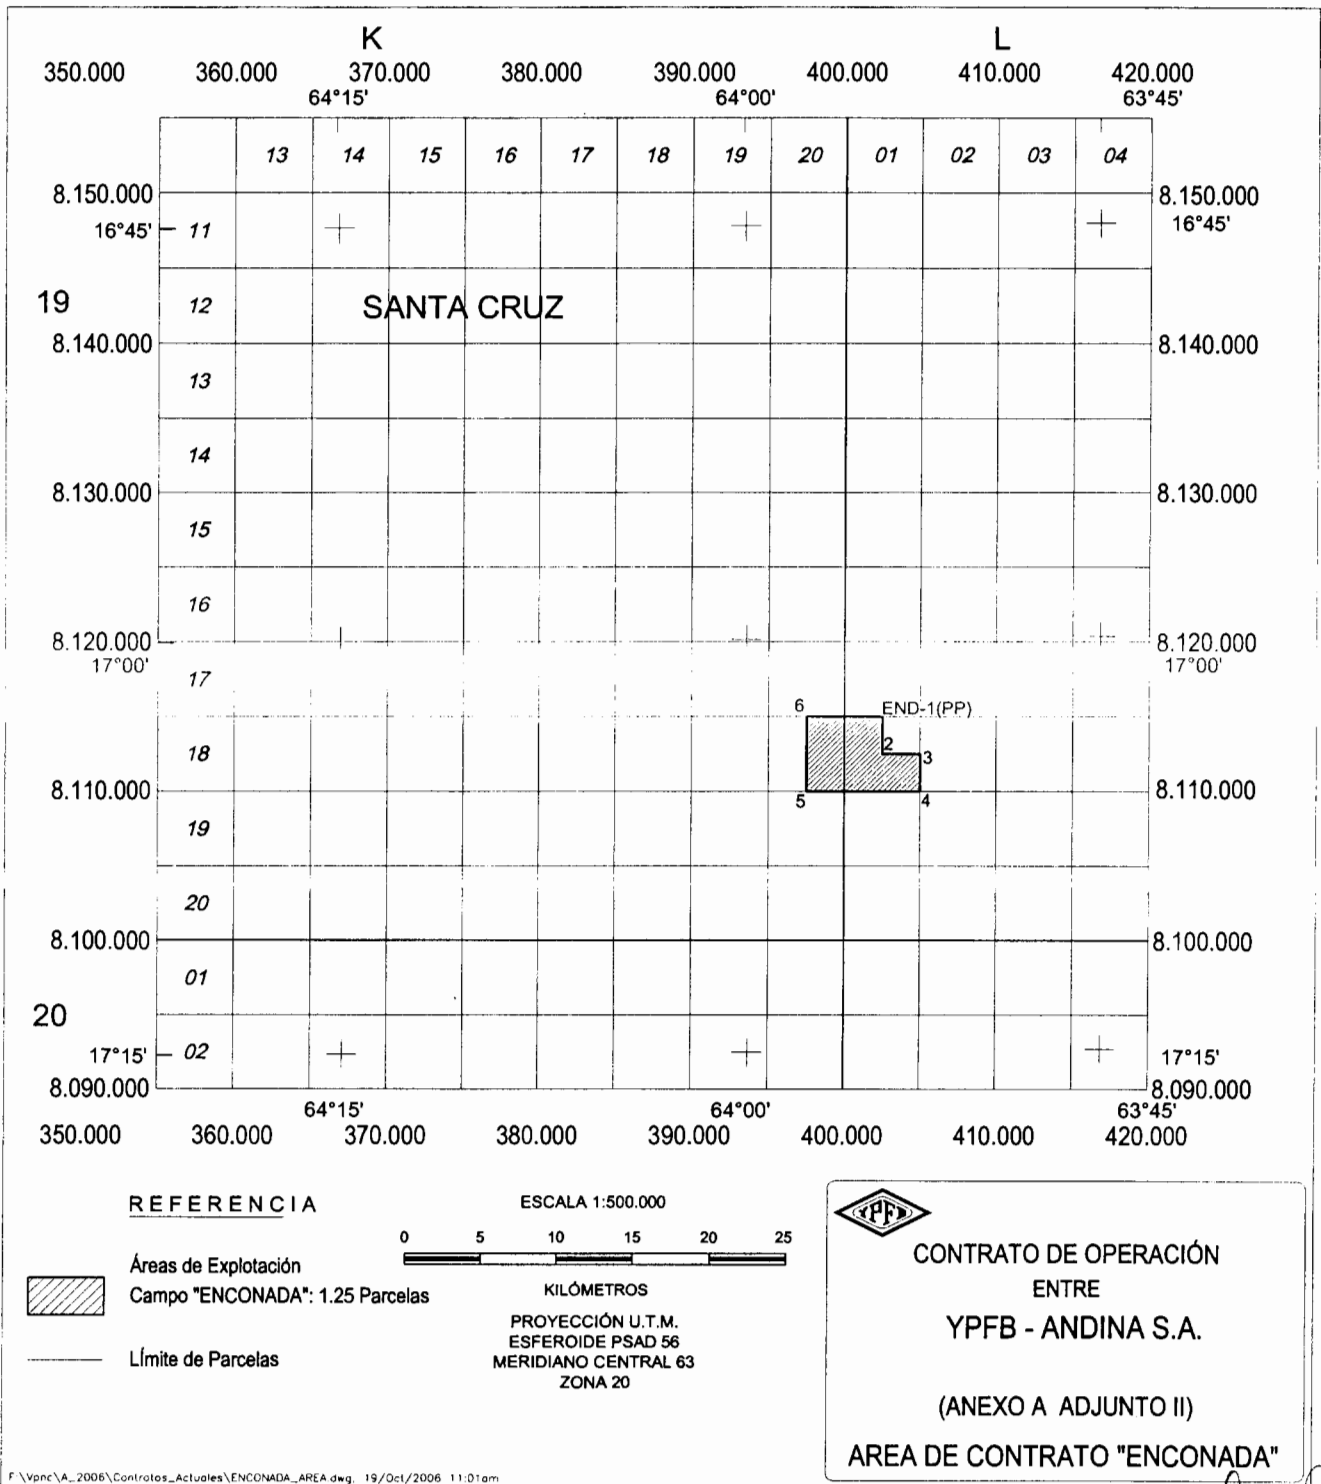 K L
350.000 360.000 370.000 380.000 390.000 400.000 410.000 420.000
64°15' 64°00' 63°45'
13 14 15 16 17 18 19 20 01 02 03 04
8.150.000 8.150.000
16°45' 11 16°45'
19 12 SANTA CRUZ
8.140.000 8.140.000
13
14
8.130.000 8.130.000
15
16
8.120.000 8.120.000
17°00' 17°00'
17
6 END-1(PP)
18 2 3
8.110.000 8.110.000
5 4
19
20
8.100.000 8.100.000
01
20
17°15' 02 17°15'
8.090.000 8.090.000
64°15' 64°00' 63°45'
350.000 360.000 370.000 380.000 390.000 400.000 410.000 420.000
REFERENCIA
Áreas de Explotación
Campo "ENCONADA": 1.25 Parcelas
Límite de Parcelas
ESCALA 1:500.000
0 5 10 15 20 25
KILÓMETROS
PROYECCIÓN U.T.M.
ESFEROIDE PSAD 56
MERIDIANO CENTRAL 63
ZONA 20
YPFB
CONTRATO DE OPERACIÓN
ENTRE
YPFB - ANDINA S.A.
(ANEXO A ADJUNTO II)
AREA DE CONTRATO "ENCONADA"
F:\Vpnc\A_2006\Contratos_Actuales\ENCONADA_AREA.dwg, 19/Oct/2006 11:01am